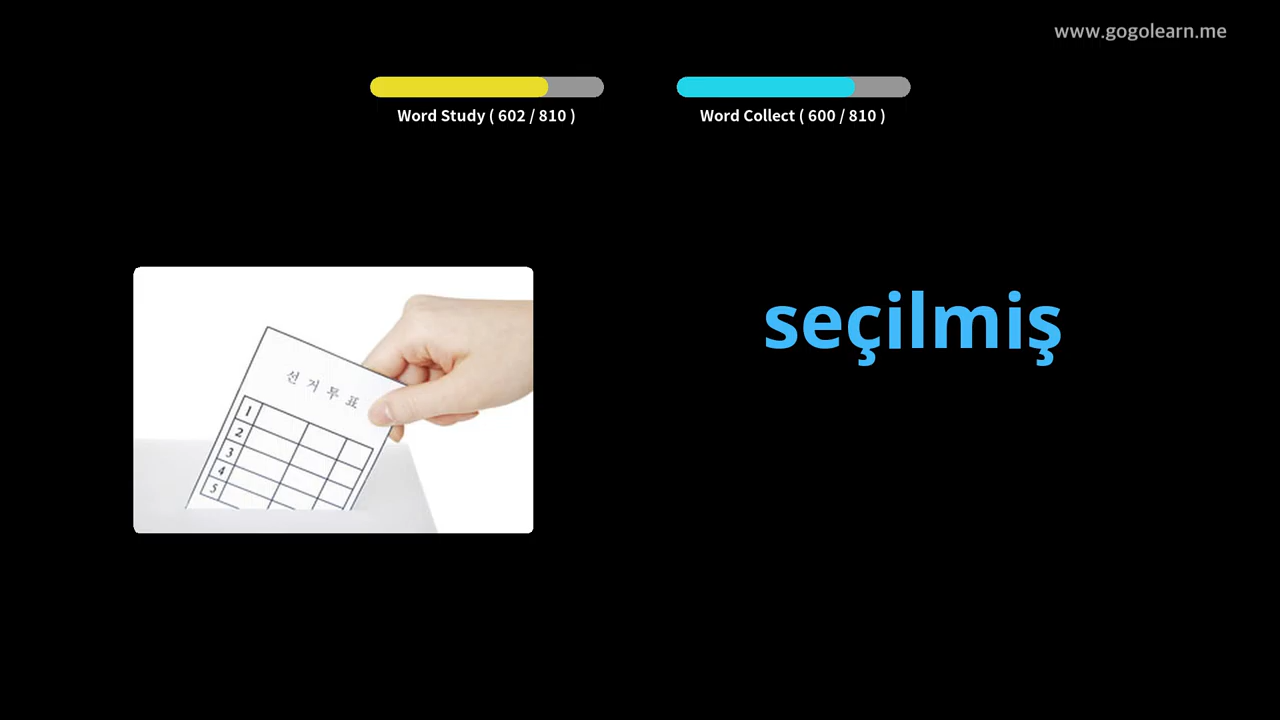 www.gogolearn.me
Word Study ( 602 / 810 )
Word Collect ( 600 / 810 )
seçilmiş
선거투표
1
2
3
4
5